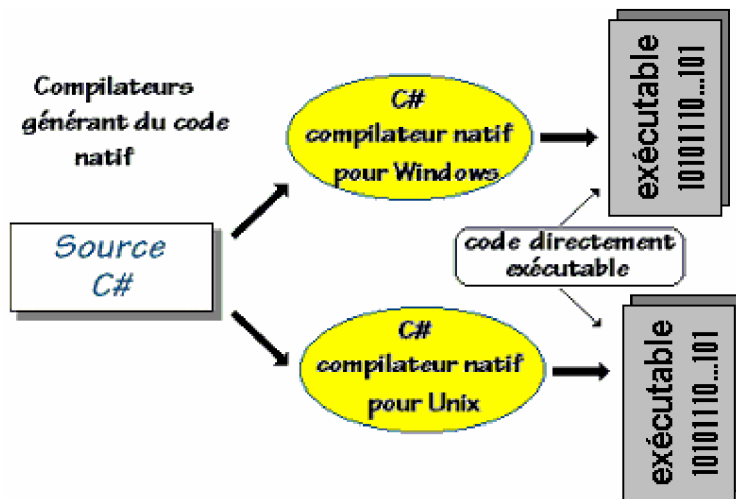 Compilateurs
générant du code
natif
C#
compilateur natif
pour Windows
exécutable
10101110...101
Source
C#
code directement
exécutable
C#
compilateur natif
pour Unix
exécutable
10101110...101